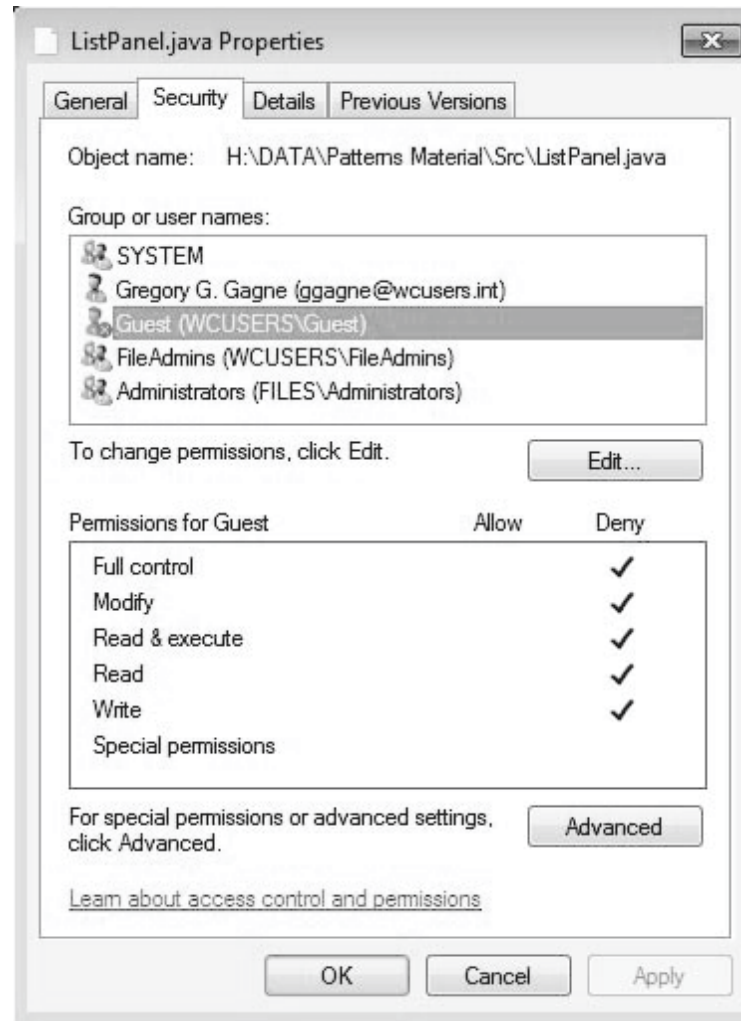 ListPanel.java Properties
General Security Details Previous Versions
Object name: H:\DATA\Patterns Material\Src\ListPanel.java
Group or user names:
SYSTEM
Gregory G. Gagne (ggagne@wcusers.int)
Guest (WCUSERS\Guest)
FileAdmins (WCUSERS\FileAdmins)
Administrators (FILES\Administrators)
To change permissions, click Edit. Edit...
Permissions for Guest Allow Deny
Full control
Modify
Read & execute
Read
Write
Special permissions
For special permissions or advanced settings,
click Advanced. Advanced
Learn about access control and permissions
OK Cancel Apply